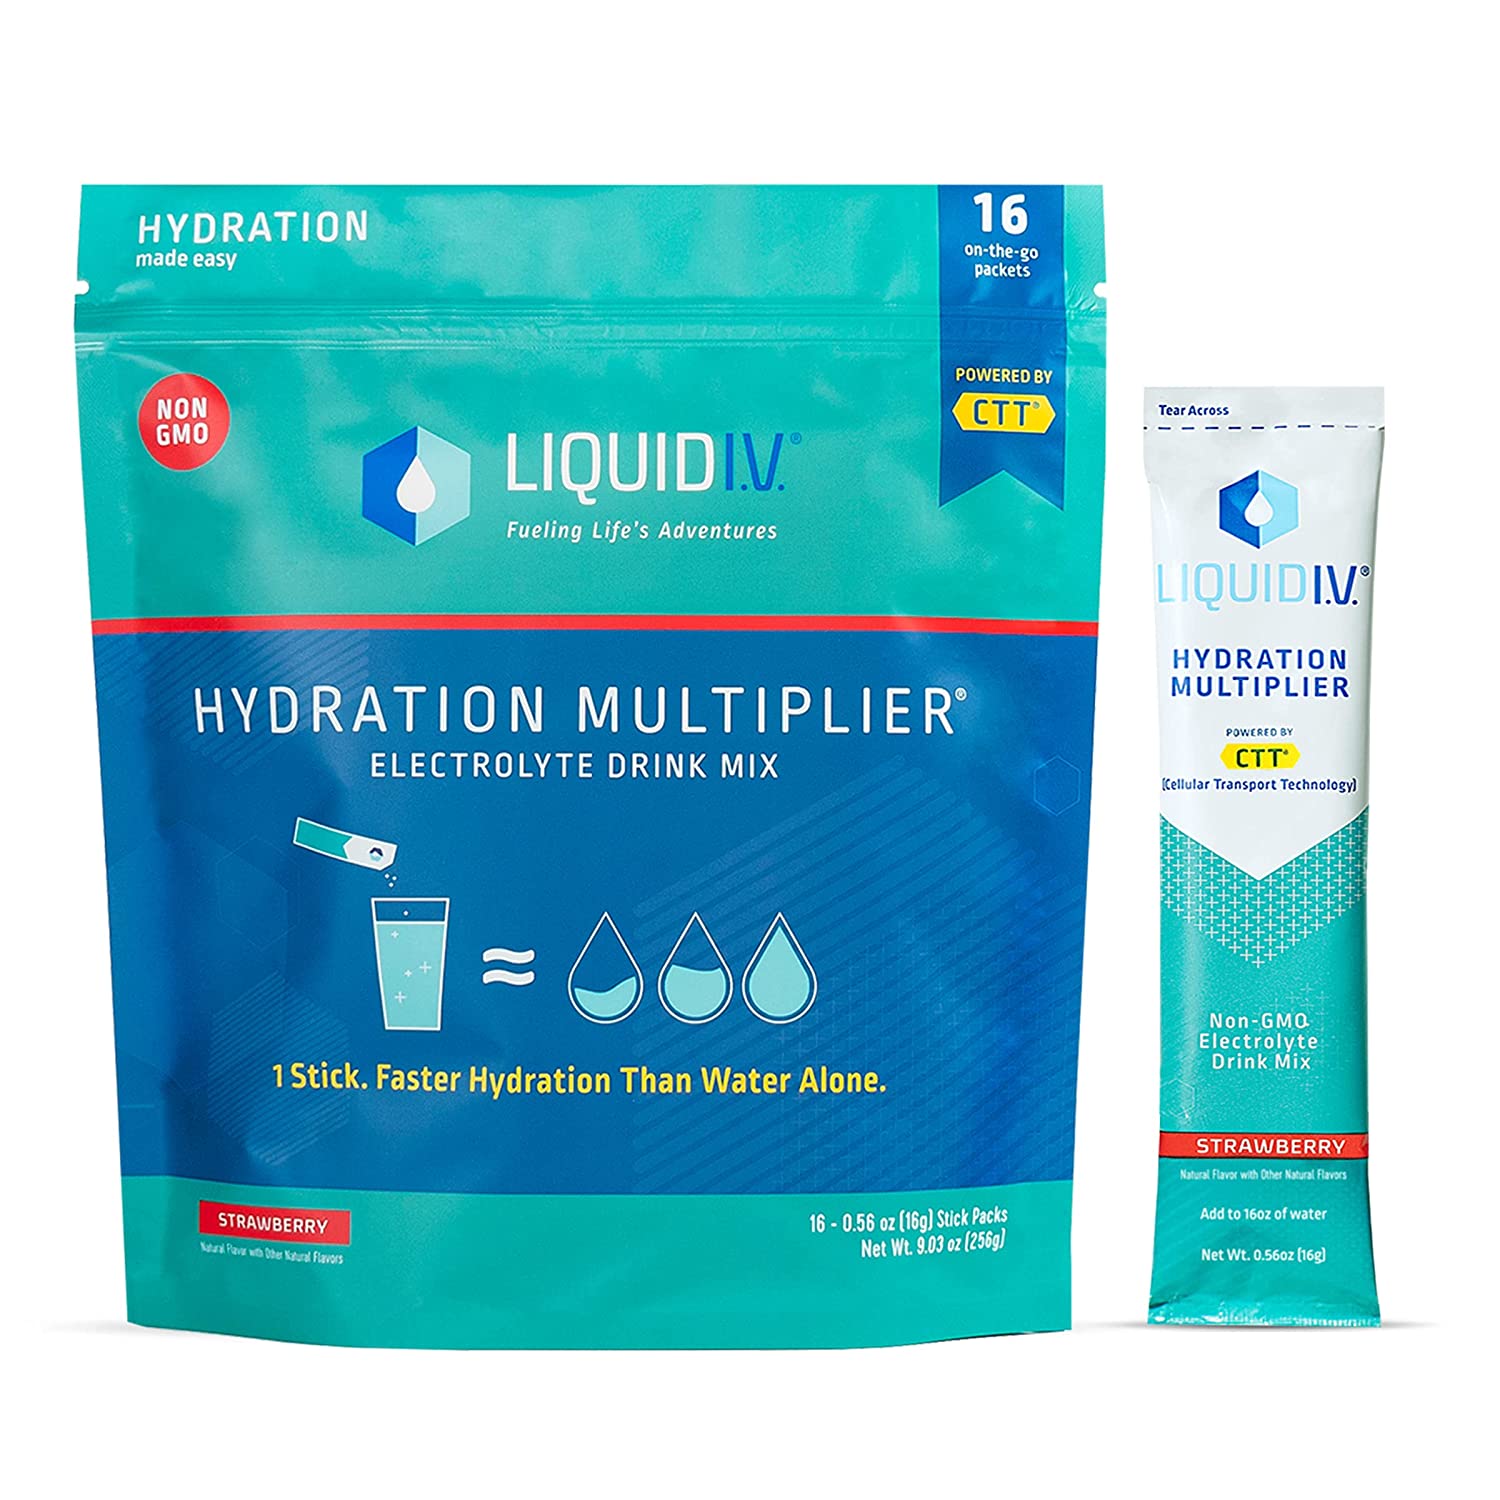 HYDRATION
made easy
16
on-the-go
packets
POWERED BY
CTT®
NON
GMO
LIQUID I.V.®
Fueling Life's Adventures
HYDRATION MULTIPLIER®
ELECTROLYTE DRINK MIX
≈
1 Stick. Faster Hydration Than Water Alone.
STRAWBERRY
Natural Flavor with Other Natural Flavors
16 - 0.56 oz (16g) Stick Packs
Net Wt. 9.03 oz (256g)
Tear Across
LIQUID I.V.®
HYDRATION
MULTIPLIER
POWERED BY
CTT®
(Cellular Transport Technology)
Non-GMO
Electrolyte
Drink Mix
STRAWBERRY
Natural Flavor with Other Natural Flavors
Add to 16oz of water
Net Wt. 0.56oz (16g)